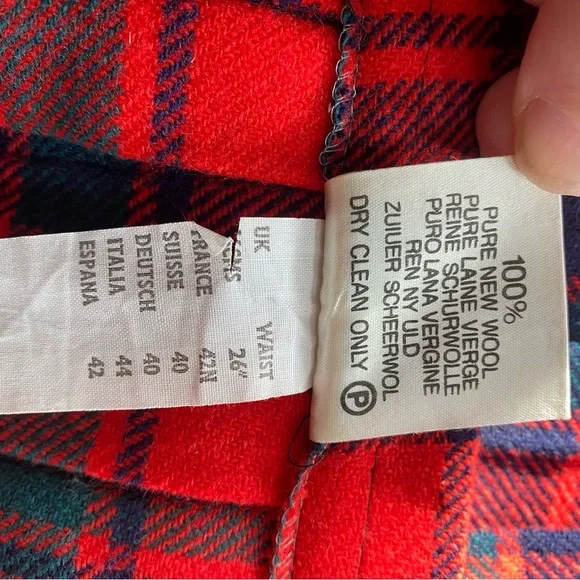 UK WAIST
26"
FRANCE 42N
SUISSE 40
DEUTSCH 40
ITALIA 44
ESPANA 42
100%
PURE NEW WOOL
PURE LAINE VIERGE
REINE SCHURWOLLE
PURO LANA VERGINE
REN NY ULD
ZUIUER SCHEERWOL
DRY CLEAN ONLY P